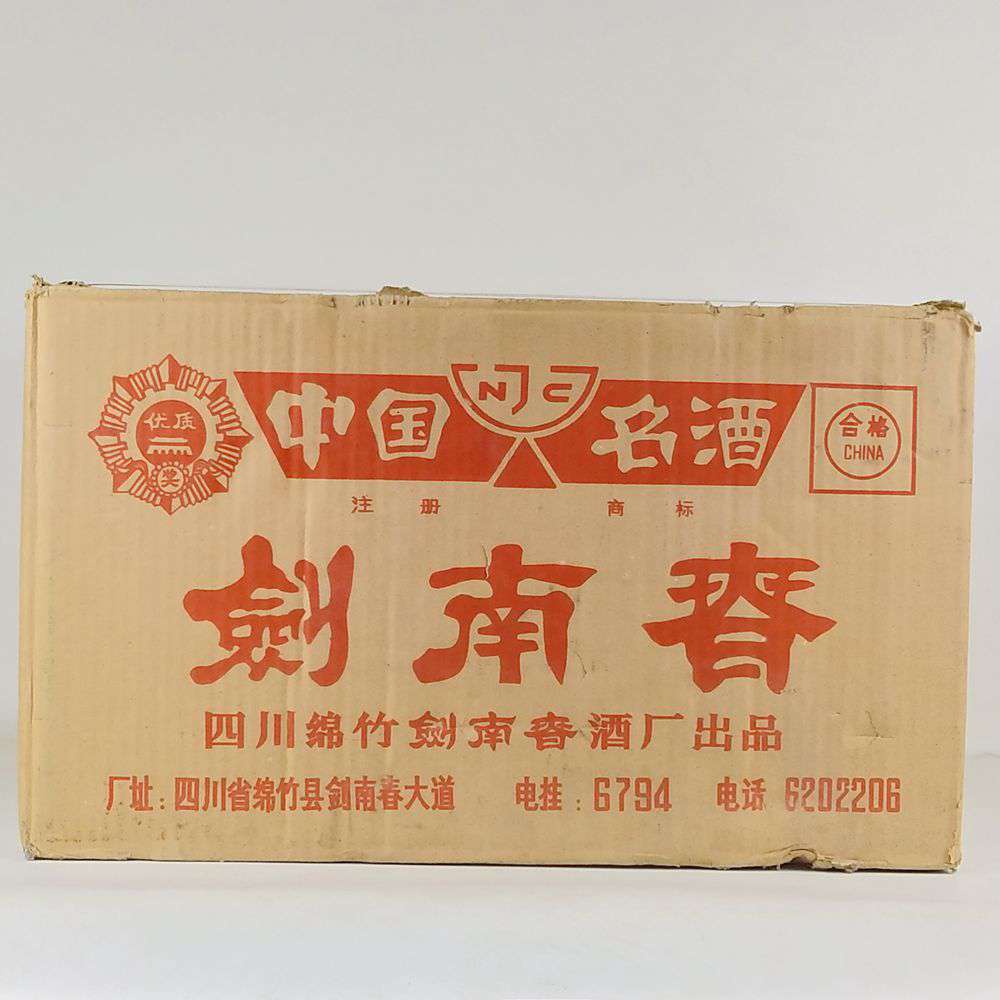 优质
奖
中国名酒
NJC
合格
CHINA
注册商标
劍南春
四川绵竹劍南春酒厂出品
厂址:四川省绵竹县剑南春大道 电挂:6794 电话 6202206